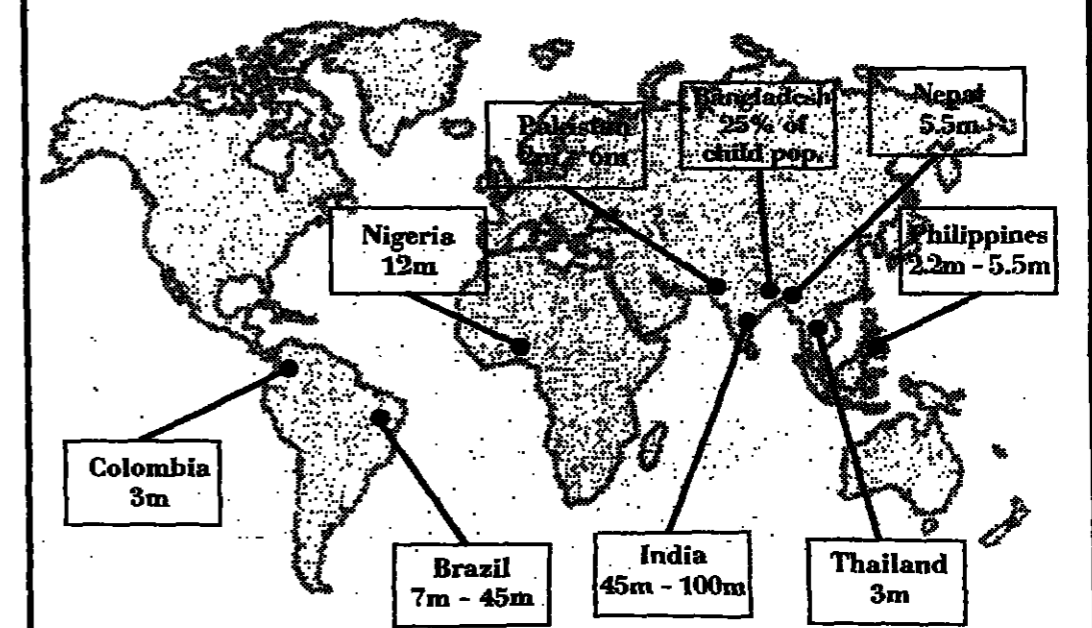 Pakistan
Bangladesh
25% of
child pop.
Nepal
5.5m
Nigeria
12m
Philippines
2.2m - 5.5m
Colombia
3m
Brazil
7m - 45m
India
45m - 100m
Thailand
3m